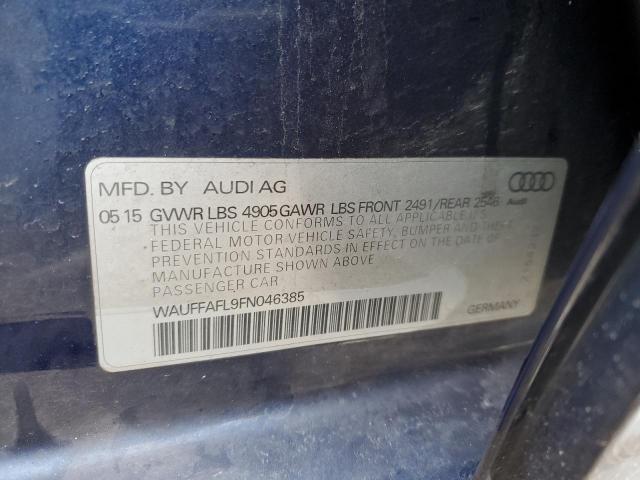 MFD. BY AUDI AG
05 15 GVWR LBS 4905 GAWR LBS FRONT 2491/REAR 2546
Audi
THIS VEHICLE CONFORMS TO ALL APPLICABLE
FEDERAL MOTOR VEHICLE SAFETY, BUMPER AND THEFT
PREVENTION STANDARDS IN EFFECT ON THE DATE OF
MANUFACTURE SHOWN ABOVE
PASSENGER CAR
WAUFFAFL9FN046385
GERMANY